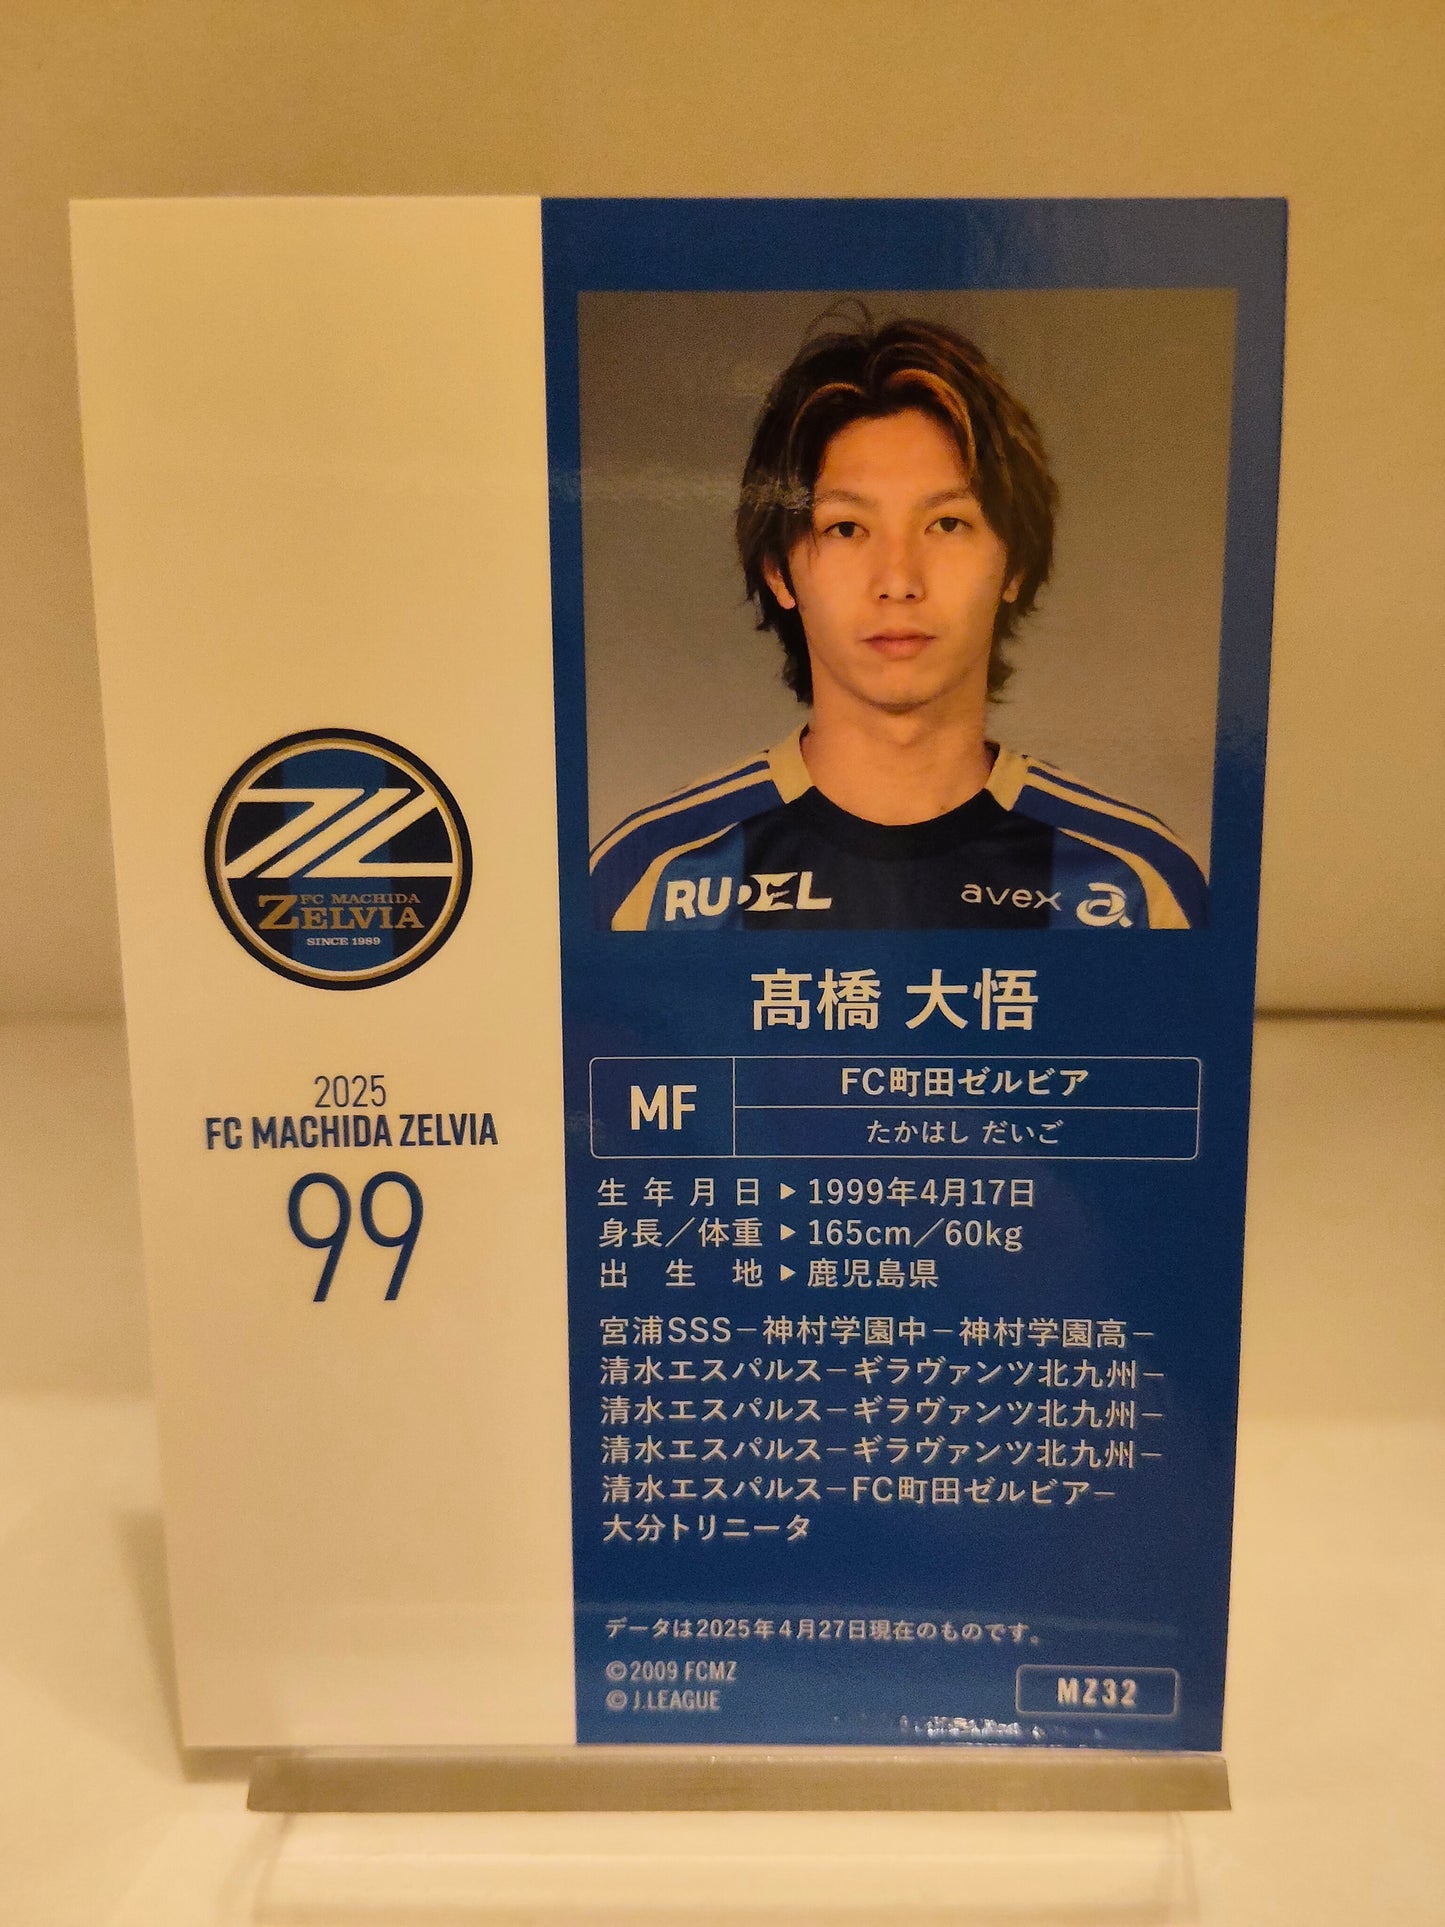 FC MACHIDA
ZELVIA
SINCE 1989
2025
FC MACHIDA ZELVIA
99
RUDEL
avex a
髙橋 大悟
MF
FC町田ゼルビア
たかはし だいご
生年月日▶1999年4月17日
身長／体重▶165cm／60kg
出生地▶鹿児島県
宮浦SSS－神村学園中－神村学園高－
清水エスパルス－ギラヴァンツ北九州－
清水エスパルス－ギラヴァンツ北九州－
清水エスパルス－ギラヴァンツ北九州－
清水エスパルス－FC町田ゼルビア－
大分トリニータ
データは2025年4月27日現在のものです。
©2009 FCMZ
© J.LEAGUE
MZ32